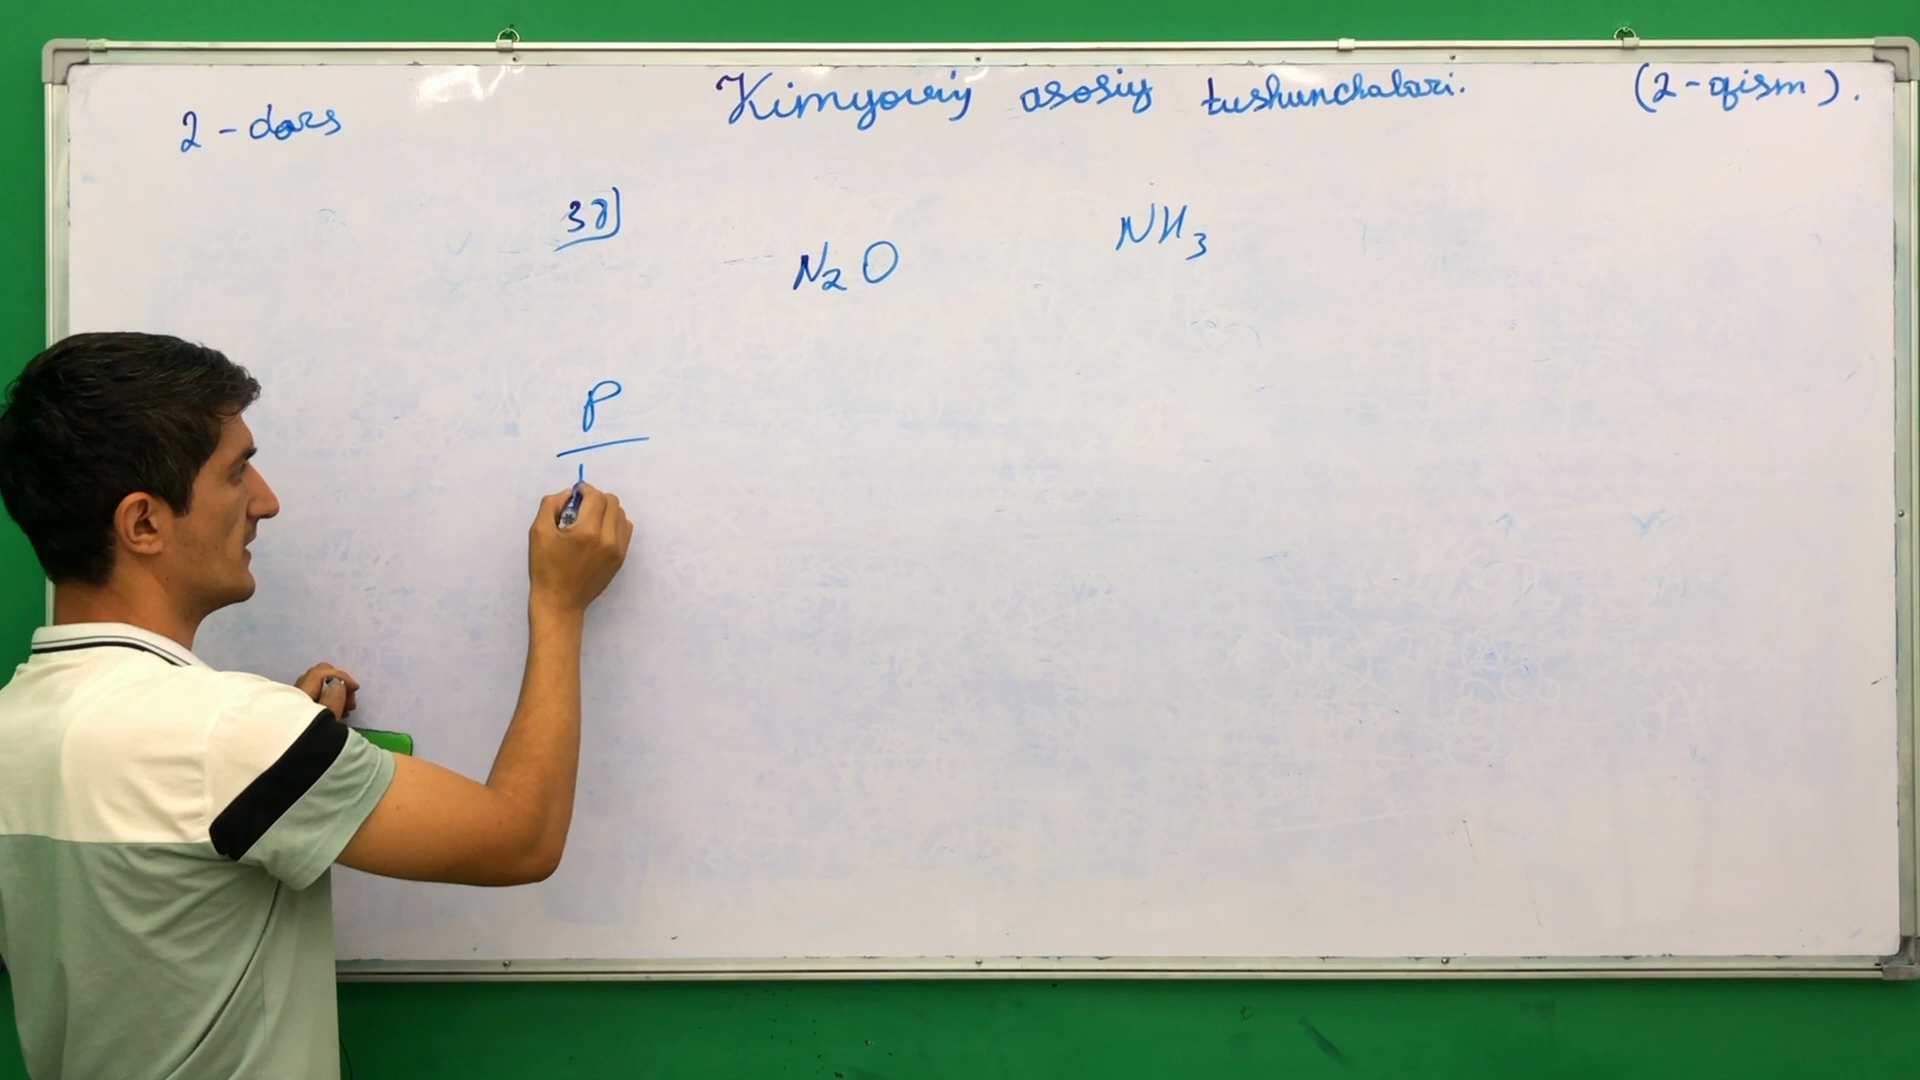 2-dars Kimyoviy asosiy tushunchalari. (2-qism).
38)
N₂O NH₃
P